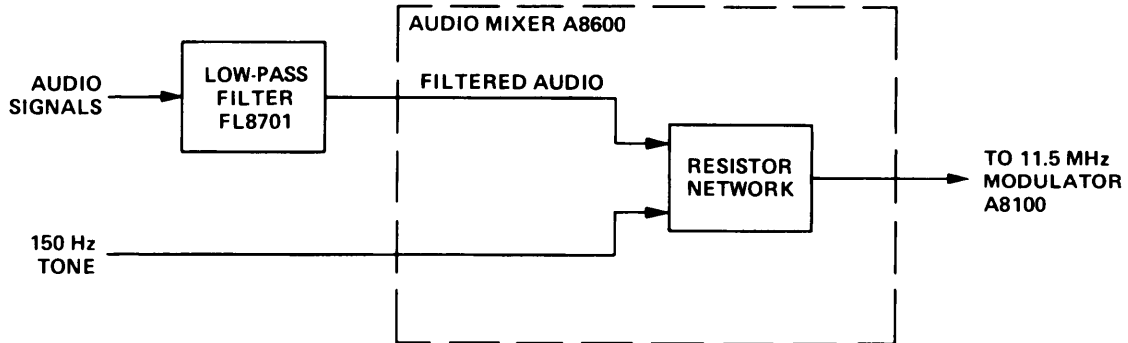 AUDIO MIXER A8600
AUDIO
SIGNALS
LOW-PASS
FILTER
FL8701
FILTERED AUDIO
RESISTOR
NETWORK
TO 11.5 MHz
MODULATOR
A8100
150 Hz
TONE